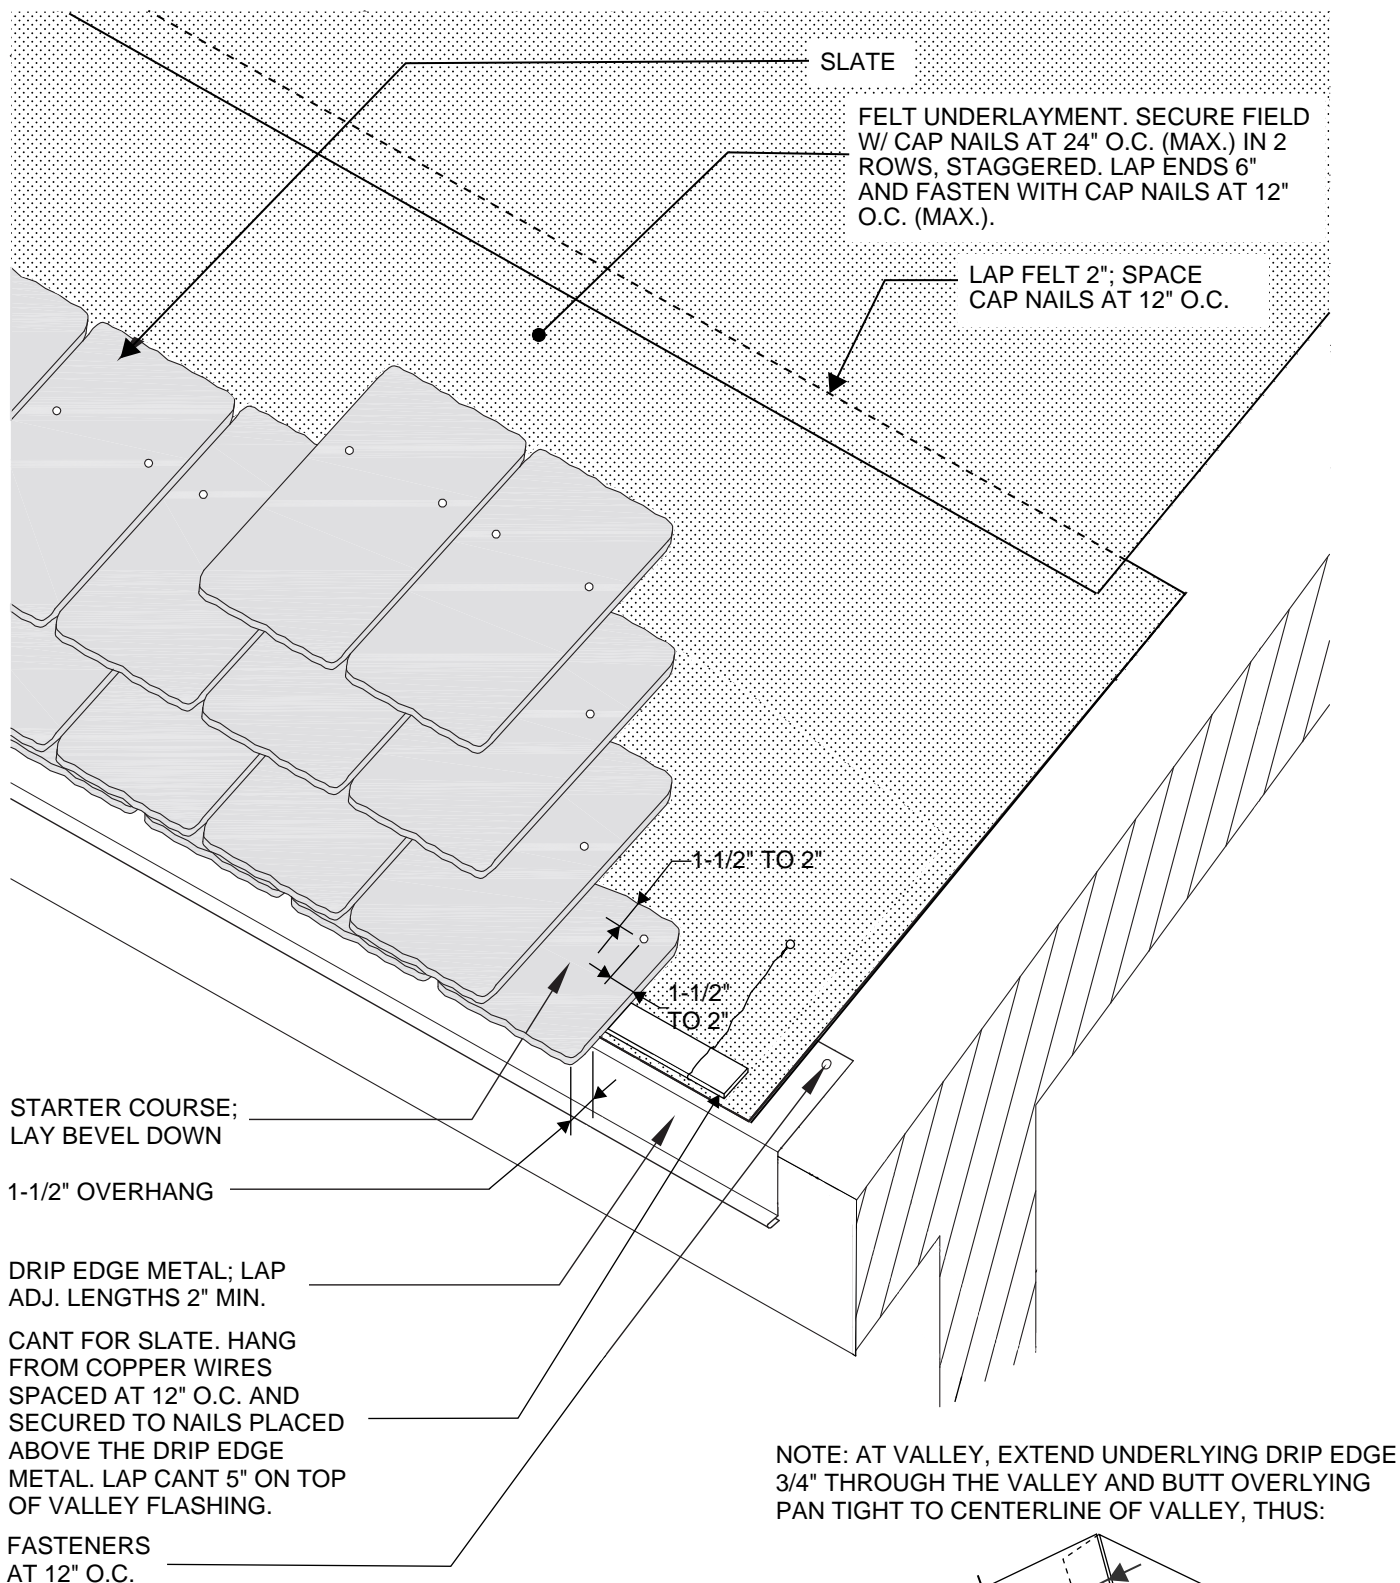 SLATE
FELT UNDERLAYMENT. SECURE FIELD
W/ CAP NAILS AT 24" O.C. (MAX.) IN 2
ROWS, STAGGERED. LAP ENDS 6"
AND FASTEN WITH CAP NAILS AT 12"
O.C. (MAX.).
LAP FELT 2"; SPACE
CAP NAILS AT 12" O.C.
1-1/2" TO 2"
1-1/2"
TO 2"
STARTER COURSE;
LAY BEVEL DOWN
1-1/2" OVERHANG
DRIP EDGE METAL; LAP
ADJ. LENGTHS 2" MIN.
CANT FOR SLATE. HANG
FROM COPPER WIRES
SPACED AT 12" O.C. AND
SECURED TO NAILS PLACED
ABOVE THE DRIP EDGE
METAL. LAP CANT 5" ON TOP
OF VALLEY FLASHING.
FASTENERS
AT 12" O.C.
NOTE: AT VALLEY, EXTEND UNDERLYING DRIP EDGE
3/4" THROUGH THE VALLEY AND BUTT OVERLYING
PAN TIGHT TO CENTERLINE OF VALLEY, THUS: